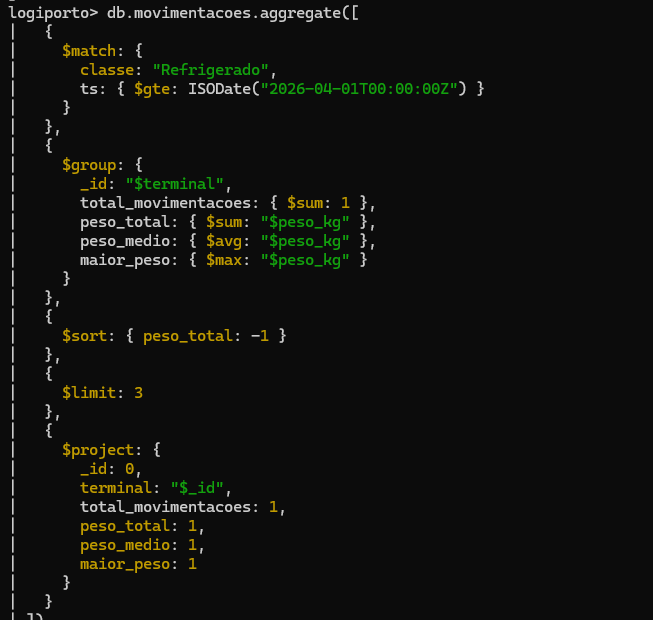 logiporto> db.movimentacoes.aggregate([
|   {
|     $match: {
|       classe: "Refrigerado",
|       ts: { $gte: ISODate("2026-04-01T00:00:00Z") }
|     }
|   },
|   {
|     $group: {
|       _id: "$terminal",
|       total_movimentacoes: { $sum: 1 },
|       peso_total: { $sum: "$peso_kg" },
|       peso_medio: { $avg: "$peso_kg" },
|       maior_peso: { $max: "$peso_kg" }
|     }
|   },
|   {
|     $sort: { peso_total: -1 }
|   },
|   {
|     $limit: 3
|   },
|   {
|     $project: {
|       _id: 0,
|       terminal: "$_id",
|       total_movimentacoes: 1,
|       peso_total: 1,
|       peso_medio: 1,
|       maior_peso: 1
|     }
|   }
| ])